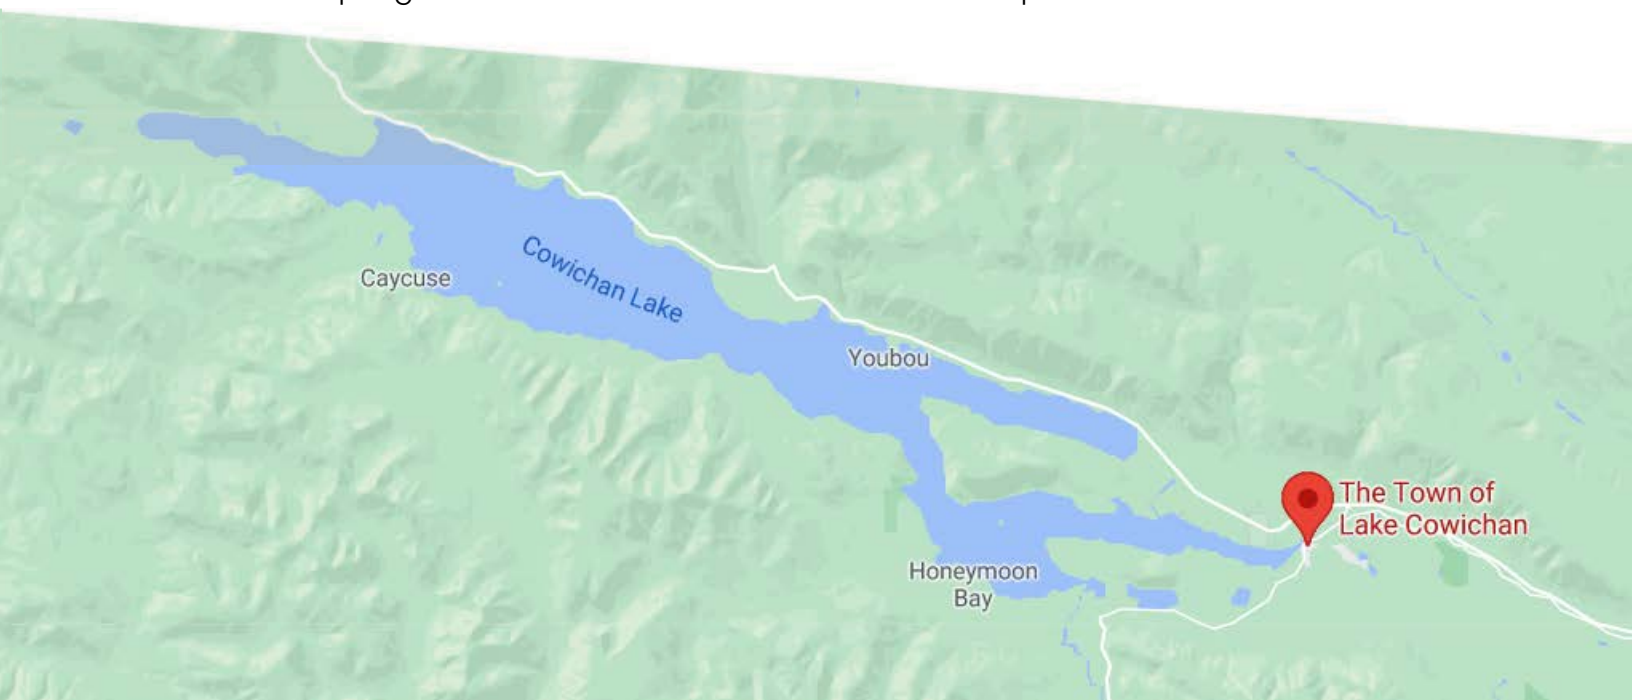 Caycuse
Cowichan Lake
Youbou
The Town of
Lake Cowichan
Honeymoon
Bay